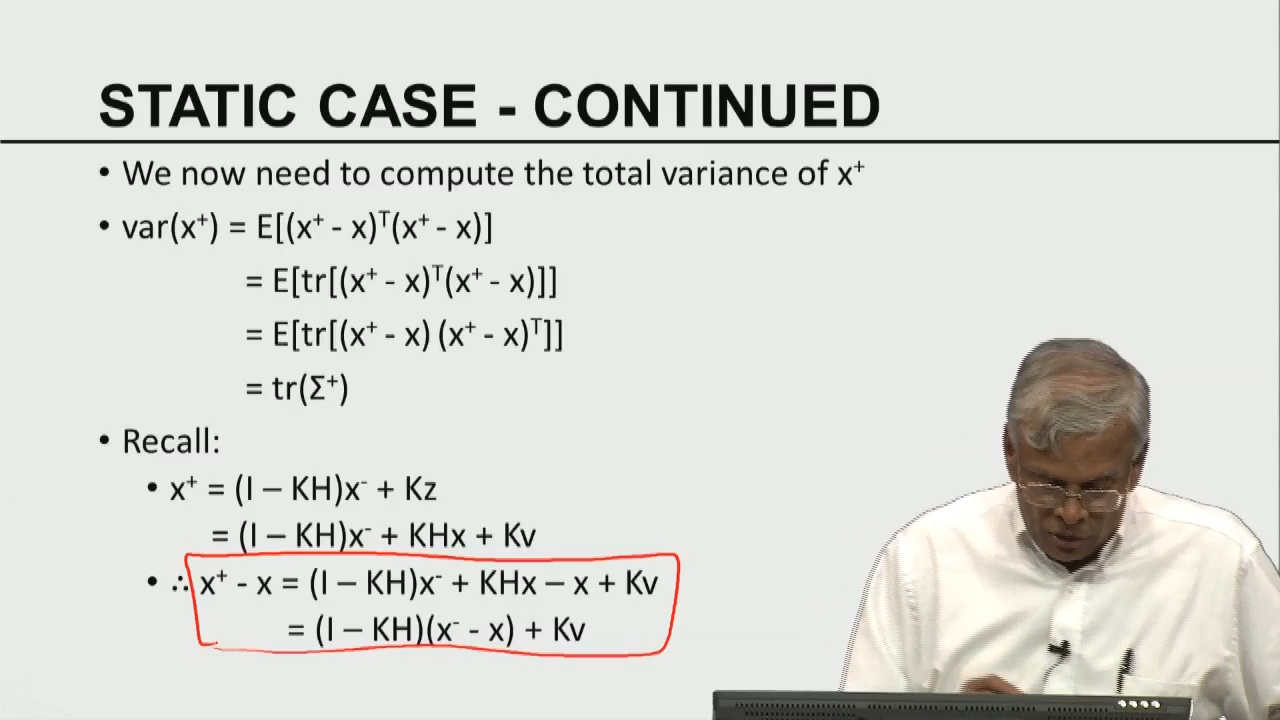 STATIC CASE - CONTINUED
• We now need to compute the total variance of x⁺
• var(x⁺) = E[(x⁺ - x)ᵀ(x⁺ - x)]
= E[tr[(x⁺ - x)ᵀ(x⁺ - x)]]
= E[tr[(x⁺ - x) (x⁺ - x)ᵀ]]
= tr(Σ⁺)
• Recall:
• x⁺ = (I – KH)x⁻ + Kz
= (I – KH)x⁻ + KHx + Kv
• ∴ x⁺ - x = (I – KH)x⁻ + KHx – x + Kv
= (I – KH)(x⁻ - x) + Kv